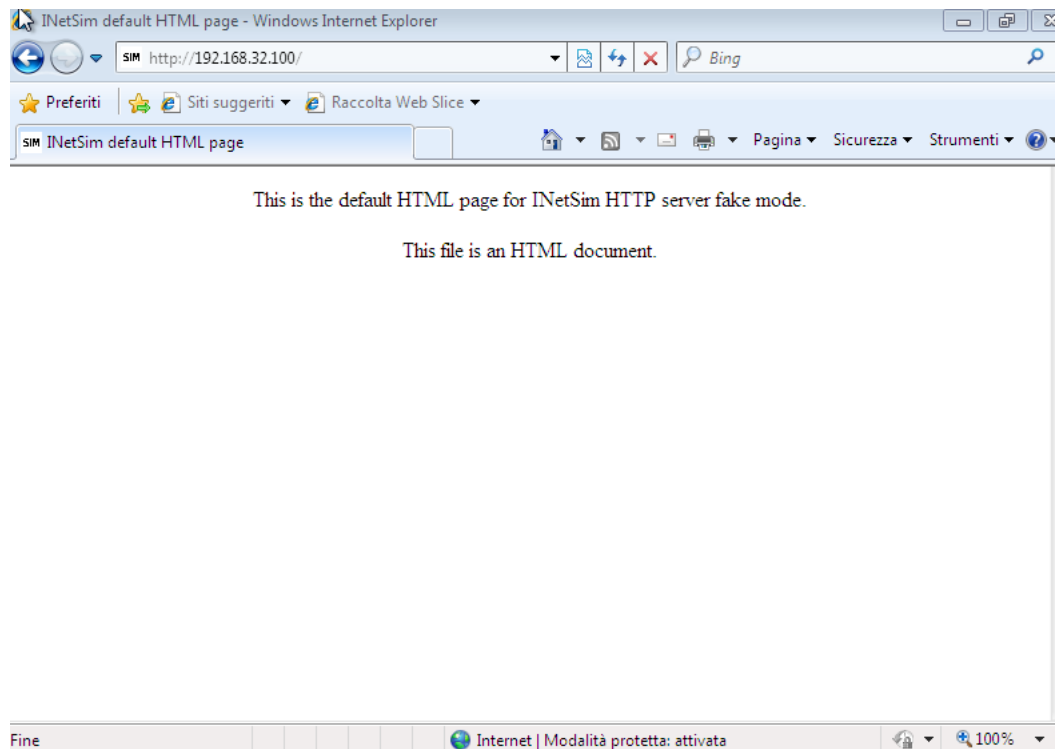 INetSim default HTML page - Windows Internet Explorer
SIM http://192.168.32.100/
Bing
Preferiti Siti suggeriti Raccolta Web Slice
SIM INetSim default HTML page
Pagina Sicurezza Strumenti
This is the default HTML page for INetSim HTTP server fake mode.
This file is an HTML document.
Fine
Internet | Modalità protetta: attivata
100%